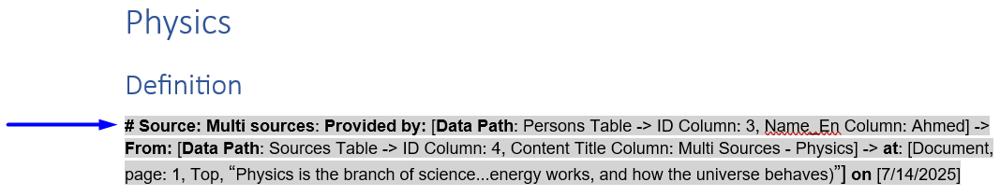 Physics
Definition
# Source: Multi sources: Provided by: [Data Path: Persons Table -> ID Column: 3, Name_En Column: Ahmed] ->
From: [Data Path: Sources Table -> ID Column: 4, Content Title Column: Multi Sources - Physics] -> at: [Document,
page: 1, Top, “Physics is the branch of science...energy works, and how the universe behaves)”] on [7/14/2025]